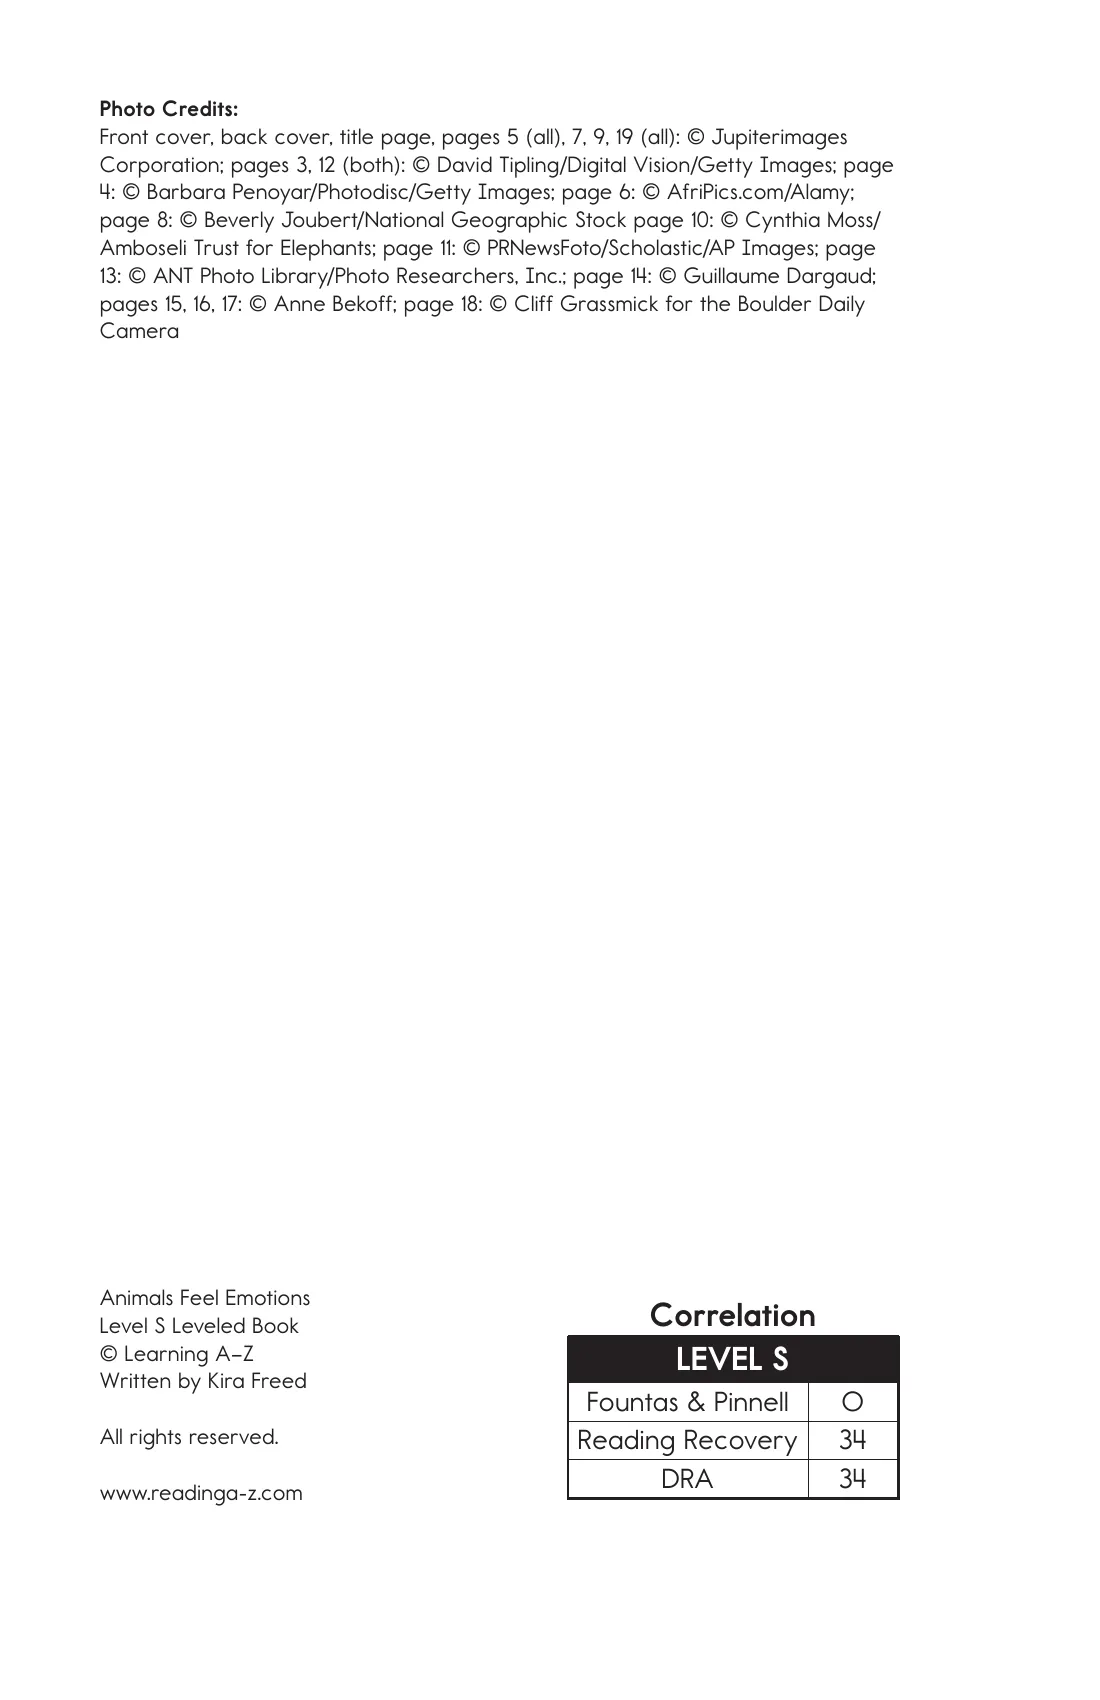 Photo Credits:
Front cover, back cover, title page, pages 5 (all), 7, 9, 19 (all): © Jupiterimages
Corporation; pages 3, 12 (both): © David Tipling/Digital Vision/Getty Images; page
4: © Barbara Penoyar/Photodisc/Getty Images; page 6: © AfriPics.com/Alamy;
page 8: © Beverly Joubert/National Geographic Stock page 10: © Cynthia Moss/
Amboseli Trust for Elephants; page 11: © PRNewsFoto/Scholastic/AP Images; page
13: © ANT Photo Library/Photo Researchers, Inc.; page 14: © Guillaume Dargaud;
pages 15, 16, 17: © Anne Bekoff; page 18: © Cliff Grassmick for the Boulder Daily
Camera
Animals Feel Emotions
Level S Leveled Book
© Learning A–Z
Written by Kira Freed
All rights reserved.
www.readinga-z.com
Correlation
LEVEL S
Fountas & Pinnell O
Reading Recovery 34
DRA 34